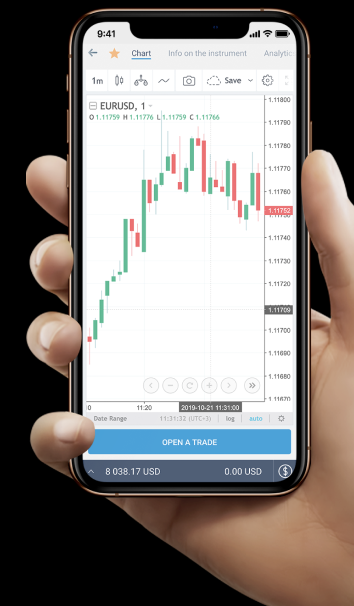 9:41
Chart Info on the instrument Analytic
1m Save
EURUSD, 1
O 1.11759 H 1.11776 L 1.11759 C 1.11766
1.11800
1.11790
1.11780
1.11770
1.11760
1.11752
1.11740
1.11730
1.11720
1.11709
1.11700
1.11690
1.11680
1.11670
0 11:20 2019-10-21 11:31:00
Date Range 11:31:32 (UTC+3) log auto
OPEN A TRADE
8 038.17 USD 0.00 USD